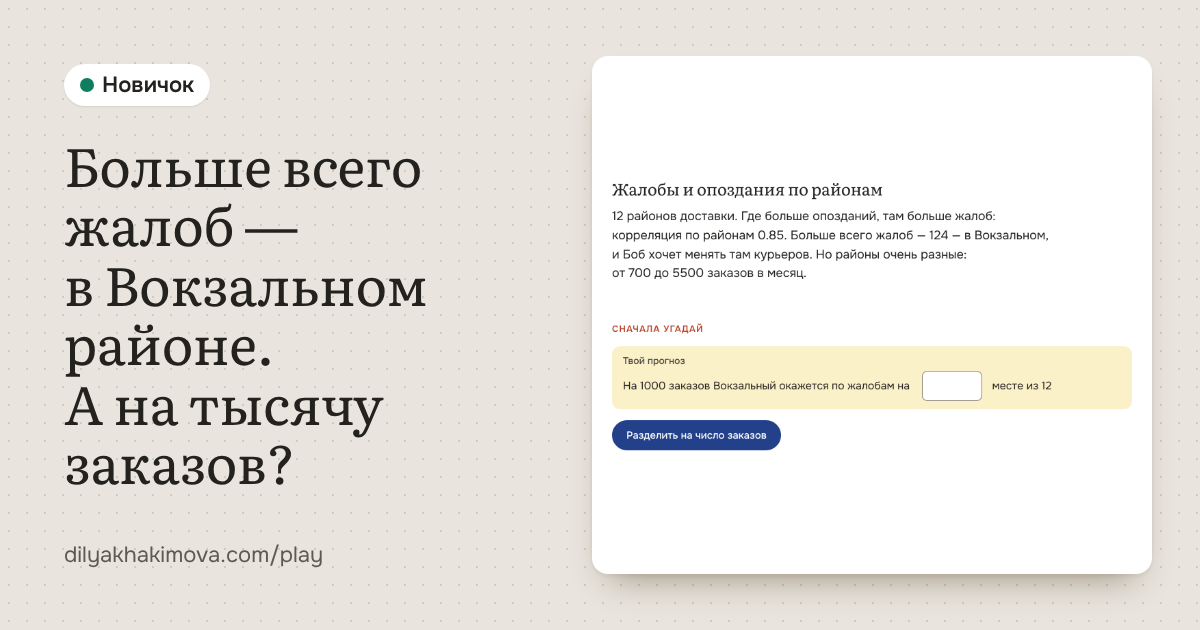 Новичок
Больше всего
жалоб —
в Вокзальном
районе.
А на тысячу
заказов?
dilyakhakimova.com/play
Жалобы и опоздания по районам
12 районов доставки. Где больше опозданий, там больше жалоб:
корреляция по районам 0.85. Больше всего жалоб — 124 — в Вокзальном,
и Боб хочет менять там курьеров. Но районы очень разные:
от 700 до 5500 заказов в месяц.
СНАЧАЛА УГАДАЙ
Твой прогноз
На 1000 заказов Вокзальный окажется по жалобам на месте из 12
Разделить на число заказов